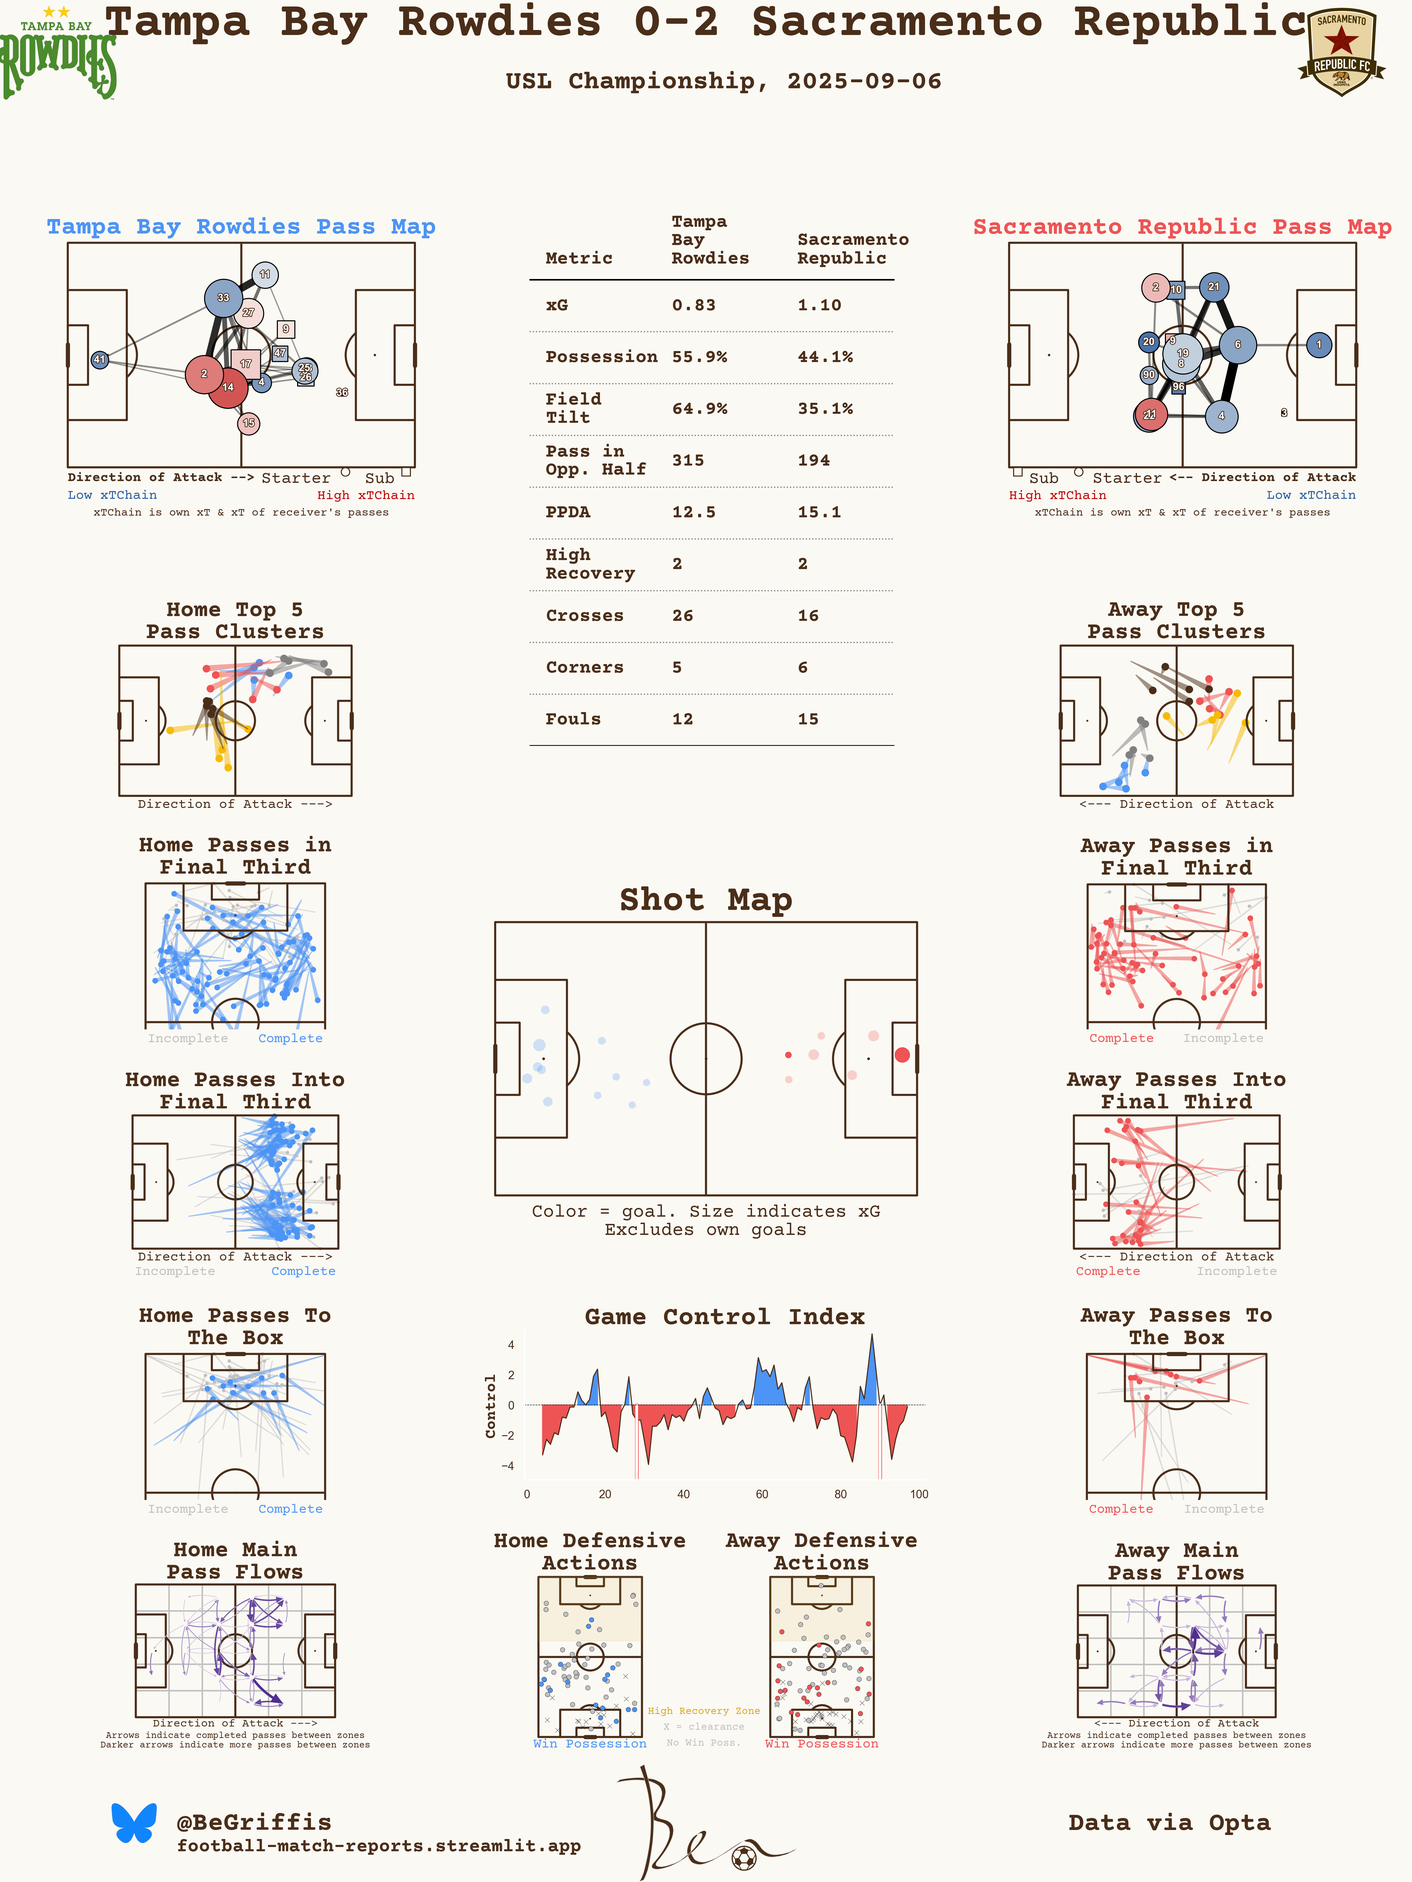 Tampa Bay Rowdies 0-2 Sacramento Republic
USL Championship, 2025-09-06
TAMPA BAY
ROWDIES
SACRAMENTO
REPUBLIC FC
Tampa Bay Rowdies Pass Map
11
33
27
9
47
41
17
25
26
2
14
4
36
15
Direction of Attack --> Starter Sub
Low xTChain High xTChain
xTChain is own xT & xT of receiver's passes
Metric Tampa Bay Rowdies Sacramento Republic
xG 0.83 1.10
Possession 55.9% 44.1%
Field Tilt 64.9% 35.1%
Pass in Opp. Half 315 194
PPDA 12.5 15.1
High Recovery 2 2
Crosses 26 16
Corners 5 6
Fouls 12 15
Sacramento Republic Pass Map
2
10
21
20
9
19
6
1
8
90
96
11
4
3
Sub Starter <-- Direction of Attack
High xTChain Low xTChain
xTChain is own xT & xT of receiver's passes
Home Top 5
Pass Clusters
Direction of Attack --->
Away Top 5
Pass Clusters
<--- Direction of Attack
Home Passes in
Final Third
Incomplete Complete
Away Passes in
Final Third
Complete Incomplete
Shot Map
Color = goal. Size indicates xG
Excludes own goals
Home Passes Into
Final Third
Direction of Attack --->
Incomplete Complete
Away Passes Into
Final Third
<--- Direction of Attack
Complete Incomplete
Home Passes To
The Box
Incomplete Complete
Game Control Index
Control
4
2
0
−2
−4
0 20 40 60 80 100
Away Passes To
The Box
Complete Incomplete
Home Main
Pass Flows
Direction of Attack --->
Arrows indicate completed passes between zones
Darker arrows indicate more passes between zones
Home Defensive
Actions
Win Possession
High Recovery Zone
X = clearance
No Win Poss.
Away Defensive
Actions
Win Possession
Away Main
Pass Flows
<--- Direction of Attack
Arrows indicate completed passes between zones
Darker arrows indicate more passes between zones
@BeGriffis
football-match-reports.streamlit.app
Ben
Data via Opta